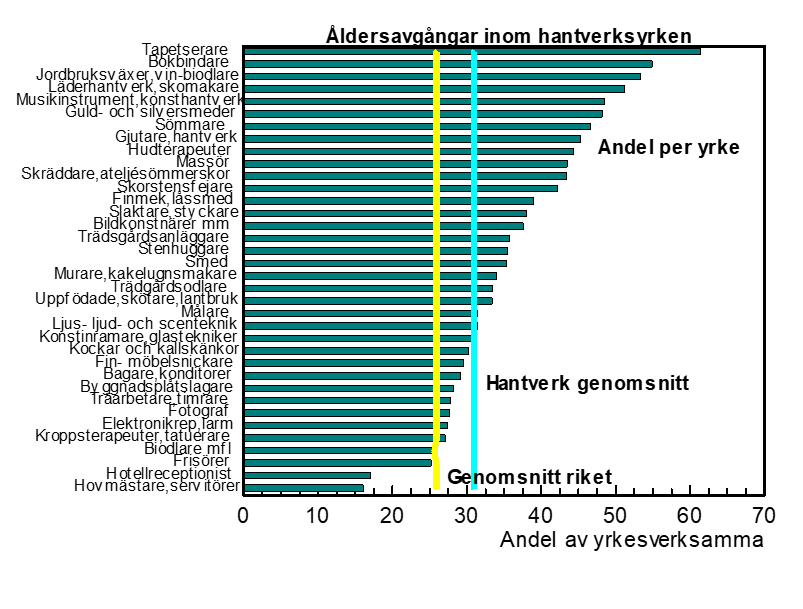 Åldersavgångar inom hantverksyrken
Tapetserare
Bokbindare
Jordbruksväxer,vin-biodlare
Läderhantverk,skomakare
Musikinstrument,konsthantverk
Guld- och silversmeder
Sömmare
Gjutare,hantverk
Hudterapeuter
Massör
Skräddare,ateljésömmerskor
Skorstensfejare
Finmek,låssmed
Slaktare,styckare
Bildkonstnärer mm
Trädsgårdsanläggare
Stenhuggare
Smed
Murare,kakelugnsmakare
Trädgårdsodlare
Uppfödade,skötare,lantbruk
Målare
Ljus- ljud- och scenteknik
Konstinramare,glastekniker
Kockar och kallskänkor
Fin- möbelsnickare
Bagare,konditorer
Byggnadsplåtslagare
Träarbetare,timrare
Fotograf
Elektronikrep,larm
Kroppsterapeuter,tatuerare
Biodlare mfl
Frisörer
Hotellreceptionist
Hovmästare,servitörer
Andel per yrke
Hantverk genomsnitt
Genomsnitt riket
0 10 20 30 40 50 60 70
Andel av yrkesverksamma